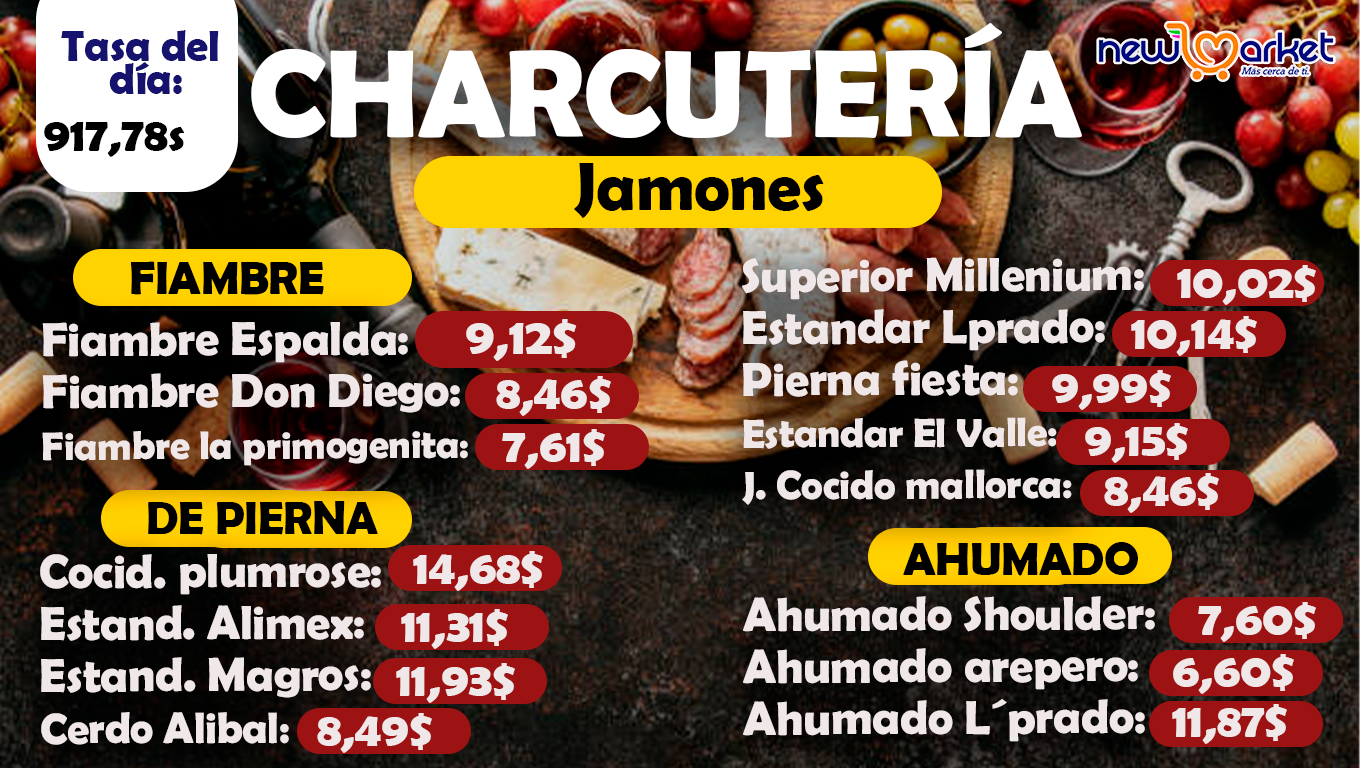 Tasa del
día:
917,78s
CHARCUTERÍA
new market
Más cerca de ti.
Jamones
FIAMBRE
Fiambre Espalda: 9,12$
Fiambre Don Diego: 8,46$
Fiambre la primogenita: 7,61$
DE PIERNA
Cocid. plumrose: 14,68$
Estand. Alimex: 11,31$
Estand. Magros: 11,93$
Cerdo Alibal: 8,49$
Superior Millenium: 10,02$
Estandar Lprado: 10,14$
Pierna fiesta: 9,99$
Estandar El Valle: 9,15$
J. Cocido mallorca: 8,46$
AHUMADO
Ahumado Shoulder: 7,60$
Ahumado arepero: 6,60$
Ahumado L´prado: 11,87$